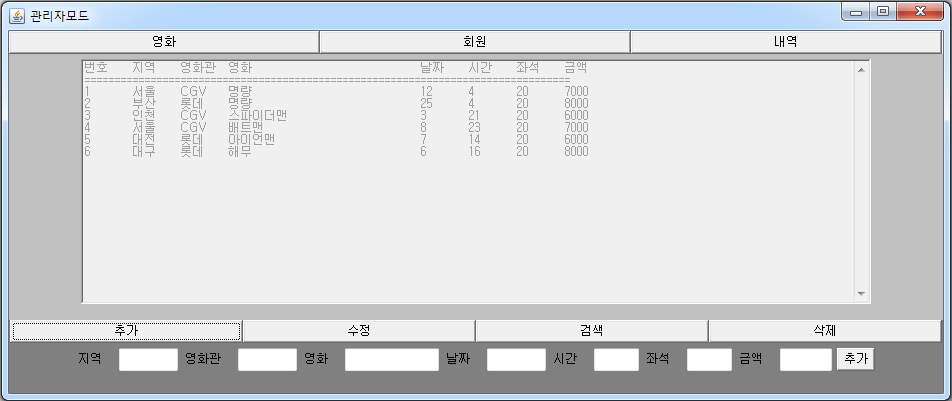 관리자모드
영화 회원 내역
번호 지역 영화관 영화 날짜 시간 좌석 금액
=================================================================================
1 서울 CGV 명량 12 4 20 7000
2 부산 롯데 명량 25 4 20 8000
3 인천 CGV 스파이더맨 3 21 20 6000
4 서울 CGV 배트맨 8 23 20 7000
5 대전 롯데 아이언맨 7 14 20 6000
6 대구 롯데 해무 6 16 20 8000
추가 수정 검색 삭제
지역 영화관 영화 날짜 시간 좌석 금액 추가